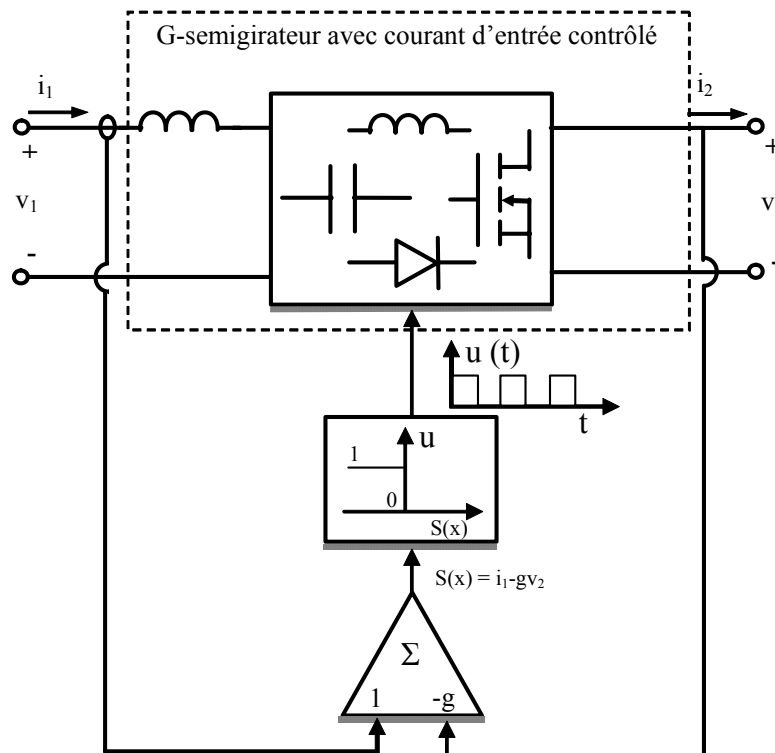 G-semigirateur avec courant d’entrée contrôlé
i₁
i₂
+
+
v₁
v
-
-
u (t)
t
u
1
0
S(x)
S(x) = i₁-gv₂
Σ
1
-g